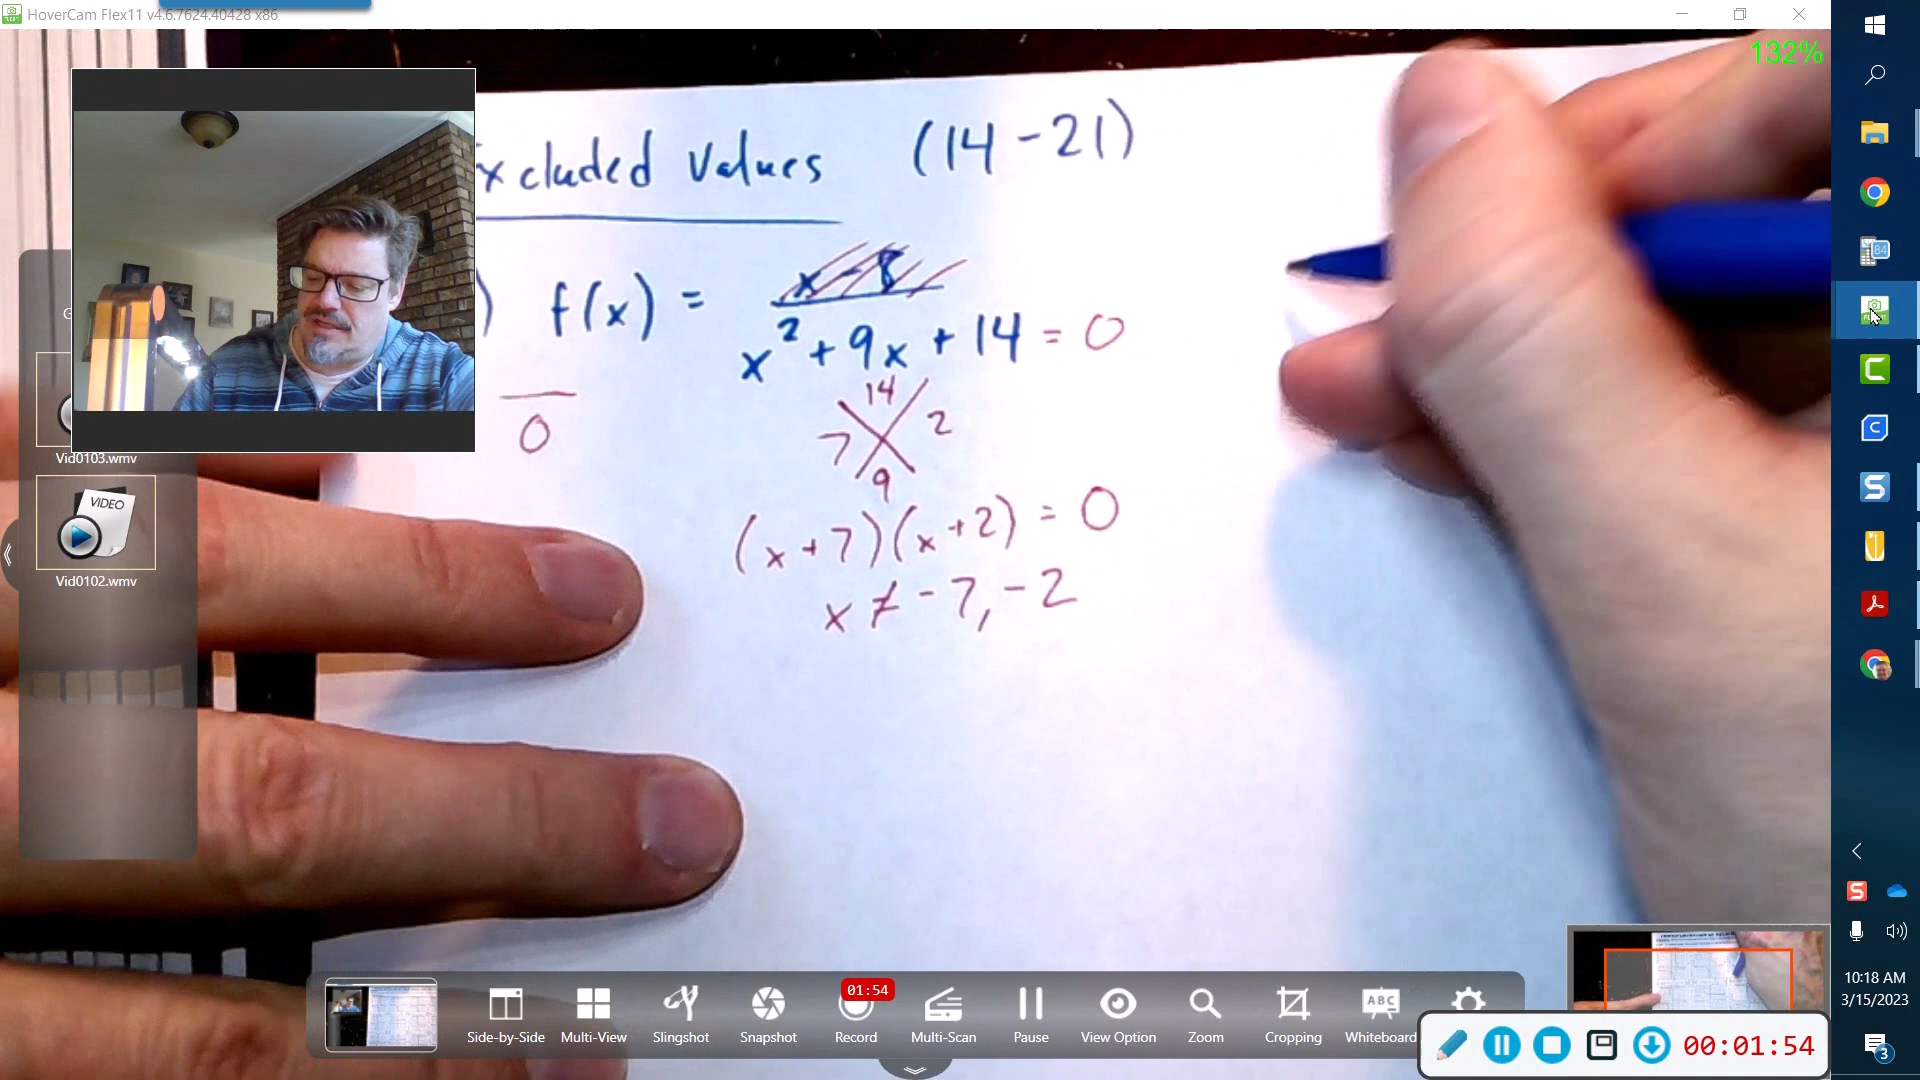 HoverCam Flex11 v4.6.7624.40428 x86
132%
xcluded Values (14-21)
) f(x) = x - 8
x² + 9x + 14 = 0
0
14
7 2
9
(x+7)(x+2) = 0
x ≠ -7, -2
G
Vid0103.wmv
VIDEO
Vid0102.wmv
01:54
Side-by-Side Multi-View Slingshot Snapshot Record Multi-Scan Pause View Option Zoom Cropping ABC Whiteboard
00:01:54
84
C
C
S
S
10:18 AM
3/15/2023
3